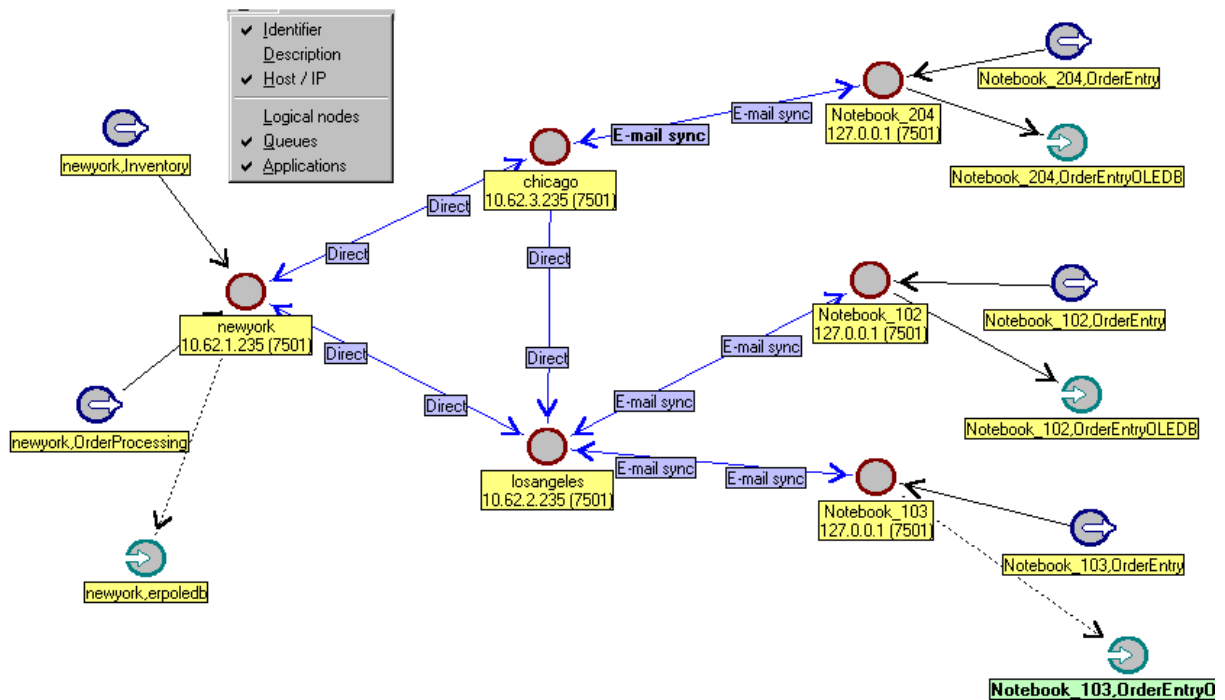 Identifier
Description
Host / IP
Logical nodes
Queues
Applications
Notebook_204,OrderEntry
E-mail sync
Notebook_204
127.0.0.1 (7501)
E-mail sync
Notebook_204,OrderEntryOLEDB
newyork,Inventory
chicago
10.62.3.235 (7501)
Direct
Direct
Direct
newyork
10.62.1.235 (7501)
Notebook_102
127.0.0.1 (7501)
Notebook_102,OrderEntry
E-mail sync
Direct
Direct
Direct
E-mail sync
newyork,OrderProcessing
Notebook_102,OrderEntryOLEDB
losangeles
10.62.2.235 (7501)
E-mail sync
E-mail sync
Notebook_103
127.0.0.1 (7501)
Notebook_103,OrderEntry
newyork,erpoledb
Notebook_103,OrderEntryO